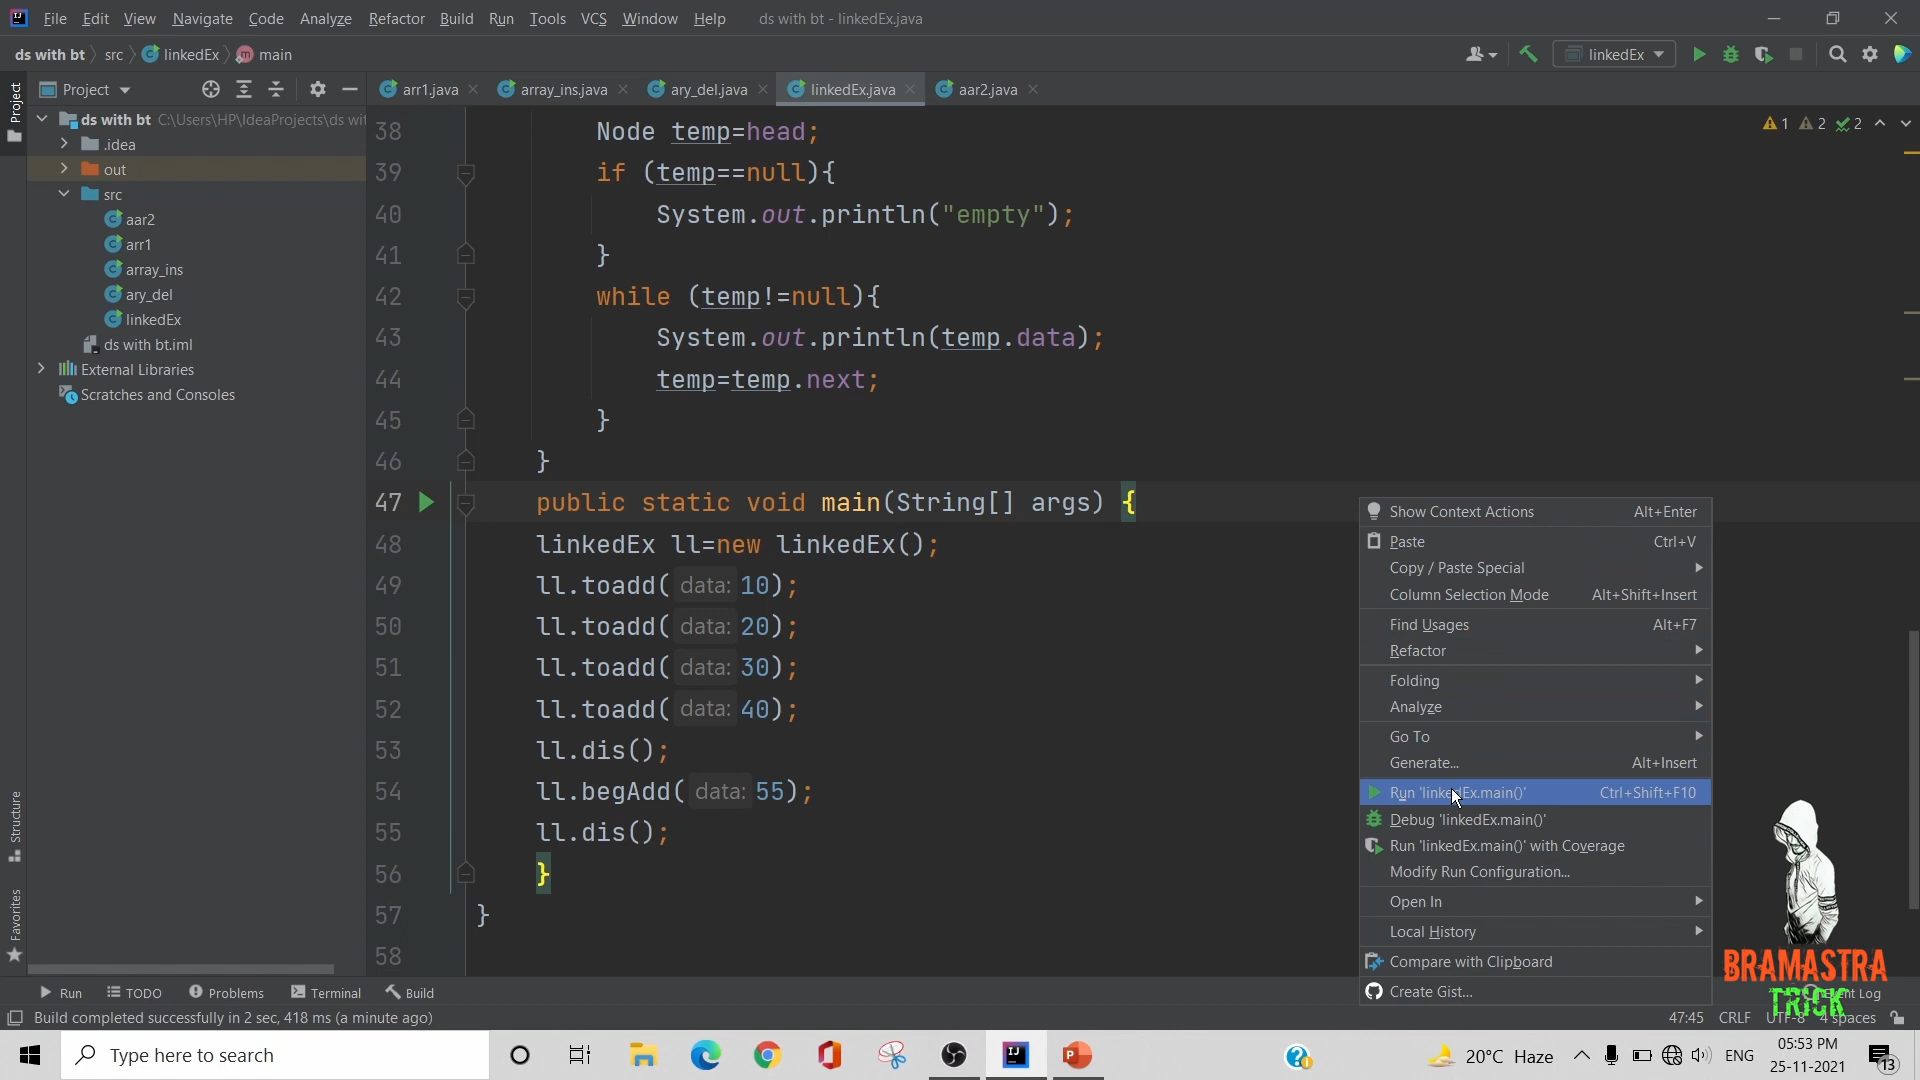 File Edit View Navigate Code Analyze Refactor Build Run Tools VCS Window Help ds with bt - linkedEx.java
ds with bt src linkedEx main
linkedEx
Project
arr1.java array_ins.java ary_del.java linkedEx.java aar2.java
Project
ds with bt C:\Users\HP\IdeaProjects\ds wit
.idea
out
src
aar2
arr1
array_ins
ary_del
linkedEx
ds with bt.iml
External Libraries
Scratches and Consoles
Structure
Favorites
1 2 2
38 Node temp=head;
39 if (temp==null){
40 System.out.println("empty");
41 }
42 while (temp!=null){
43 System.out.println(temp.data);
44 temp=temp.next;
45 }
46 }
47 public static void main(String[] args) {
48 linkedEx ll=new linkedEx();
49 ll.toadd( data: 10);
50 ll.toadd( data: 20);
51 ll.toadd( data: 30);
52 ll.toadd( data: 40);
53 ll.dis();
54 ll.begAdd( data: 55);
55 ll.dis();
56 }
57 }
58
Show Context Actions Alt+Enter
Paste Ctrl+V
Copy / Paste Special
Column Selection Mode Alt+Shift+Insert
Find Usages Alt+F7
Refactor
Folding
Analyze
Go To
Generate... Alt+Insert
Run 'linkedEx.main()' Ctrl+Shift+F10
Debug 'linkedEx.main()'
Run 'linkedEx.main()' with Coverage
Modify Run Configuration...
Open In
Local History
Compare with Clipboard
Create Gist...
BRAMASTRA
TRICK
Run TODO Problems Terminal Build Event Log
Build completed successfully in 2 sec, 418 ms (a minute ago) 47:45 CRLF UTF-8 4 spaces
Type here to search
20°C Haze
ENG
05:53 PM
25-11-2021
13